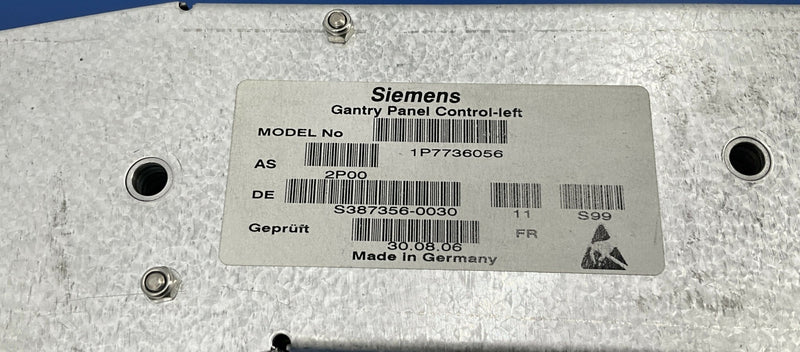 Siemens
Gantry Panel Control-left
MODEL No
1P7736056
AS
2P00
DE
S387356-0030 11 S99
Geprüft FR
30.08.06
Made in Germany